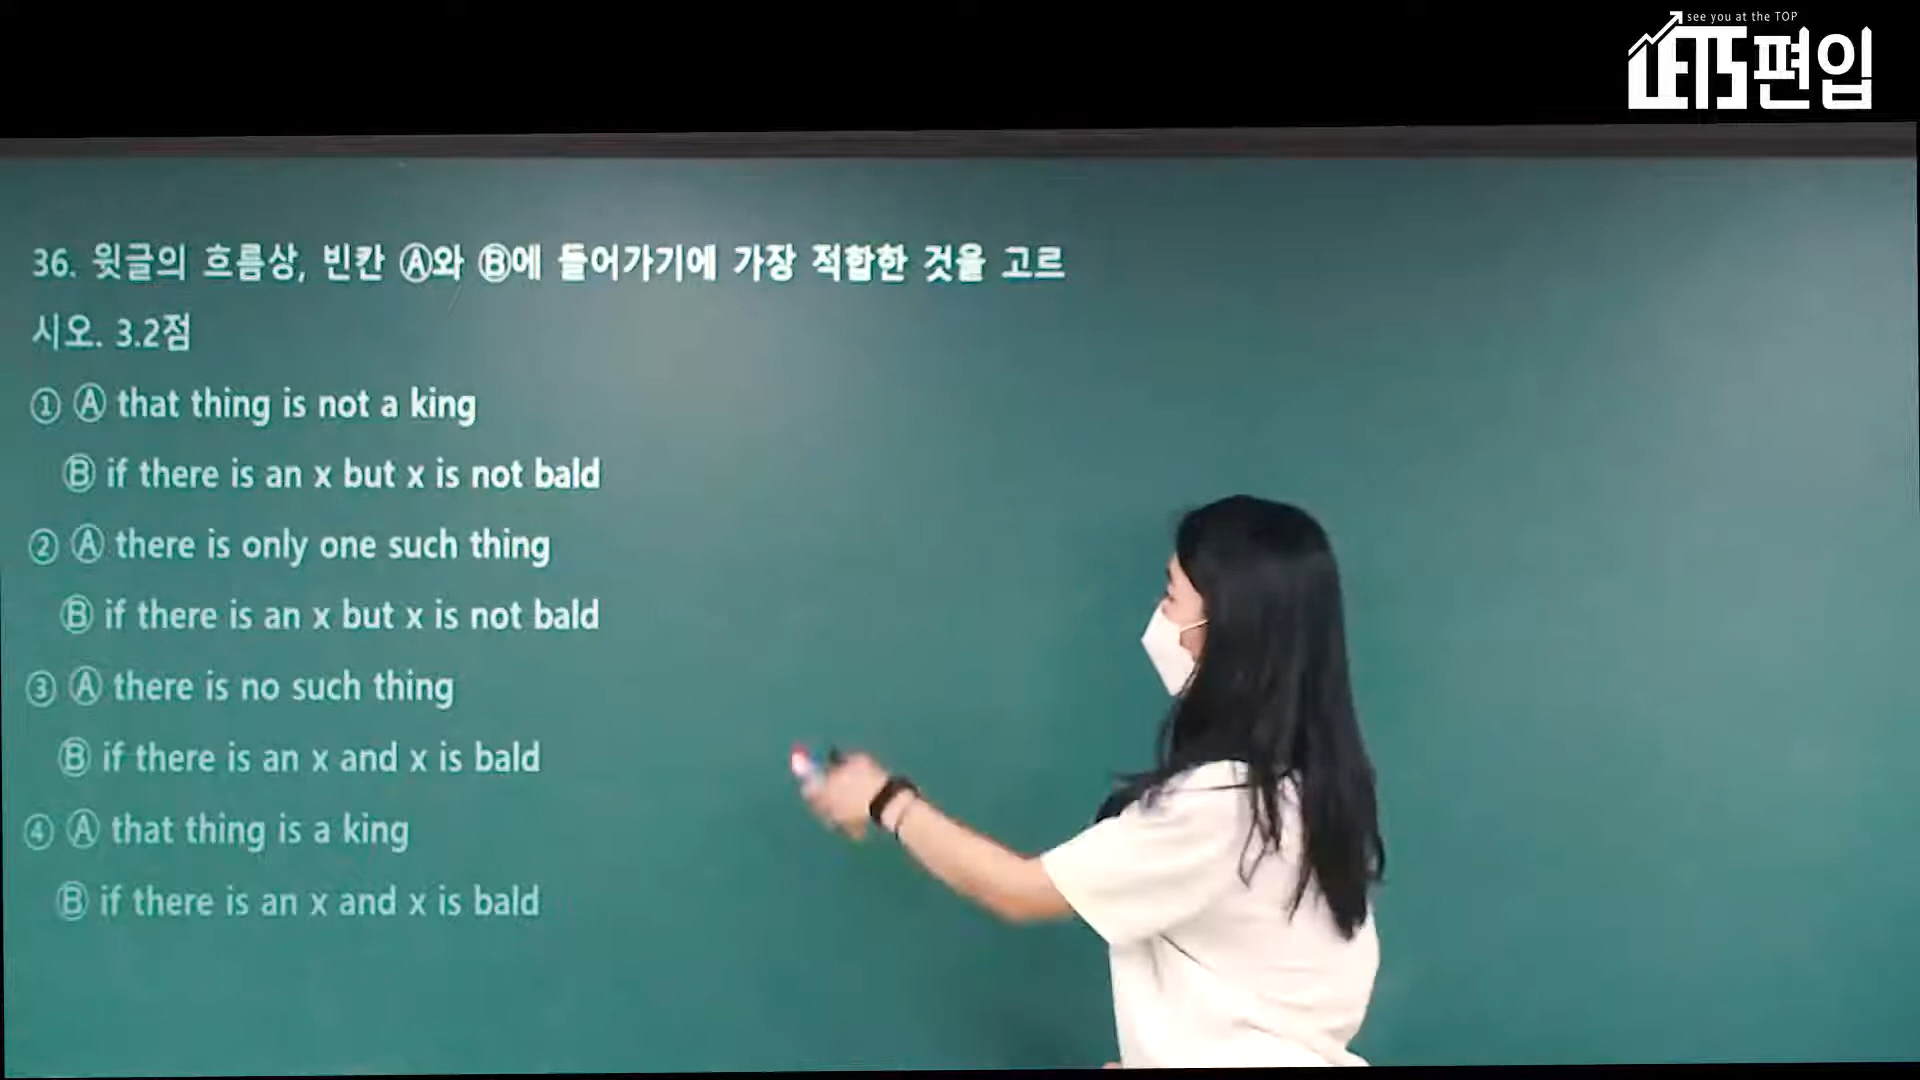 see you at the TOP
LETS편입
36. 윗글의 흐름상, 빈칸 Ⓐ와 Ⓑ에 들어가기에 가장 적합한 것을 고르
시오. 3.2점
① Ⓐ that thing is not a king
Ⓑ if there is an x but x is not bald
② Ⓐ there is only one such thing
Ⓑ if there is an x but x is not bald
③ Ⓐ there is no such thing
Ⓑ if there is an x and x is bald
④ Ⓐ that thing is a king
Ⓑ if there is an x and x is bald